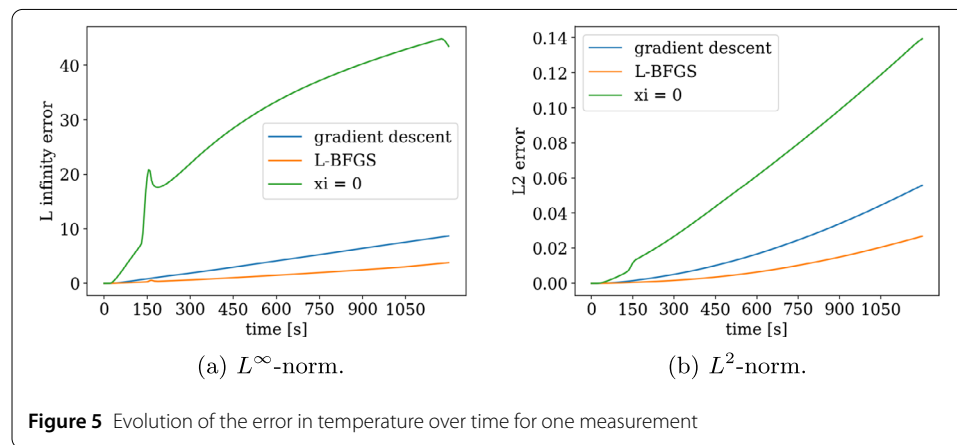 40
30
20
10
0
L infinity error
gradient descent
L-BFGS
xi = 0
0 150 300 450 600 750 900 1050
time [s]
(a) L∞-norm.
0.14
0.12
0.10
0.08
0.06
0.04
0.02
0.00
L2 error
gradient descent
L-BFGS
xi = 0
0 150 300 450 600 750 900 1050
time [s]
(b) L²-norm.
Figure 5 Evolution of the error in temperature over time for one measurement